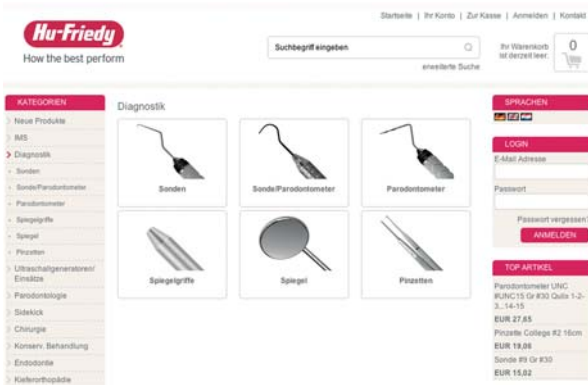 Startseite | Ihr Konto | Zur Kasse | Anmelden | Kontakt
Hu-Friedy
How the best perform
Suchbegriff eingeben
erweiterte Suche
Ihr Warenkorb
ist derzeit leer.
0
KATEGORIEN
Neue Produkte
IMS
Diagnostik
Sonden
Sonde/Parodontometer
Parodontometer
Spiegelgriffe
Spiegel
Pinzetten
Ultraschallgeneratoren/
Einsätze
Parodontologie
Sidekick
Chirurgie
Konserv. Behandlung
Endodontie
Kieferorthopädie
Diagnostik
Sonden
Sonde/Parodontometer
Parodontometer
Spiegelgriffe
Spiegel
Pinzetten
SPRACHEN
LOGIN
E-Mail Adresse
Passwort
Passwort vergessen?
ANMELDEN
TOP ARTIKEL
Parodontometer UNC
#UNC15 Gr #30 Qulix 1-2-
3...14-15
EUR 27,65
Pinzette College #2 16cm
EUR 19,06
Sonde #9 Gr #30
EUR 15,02